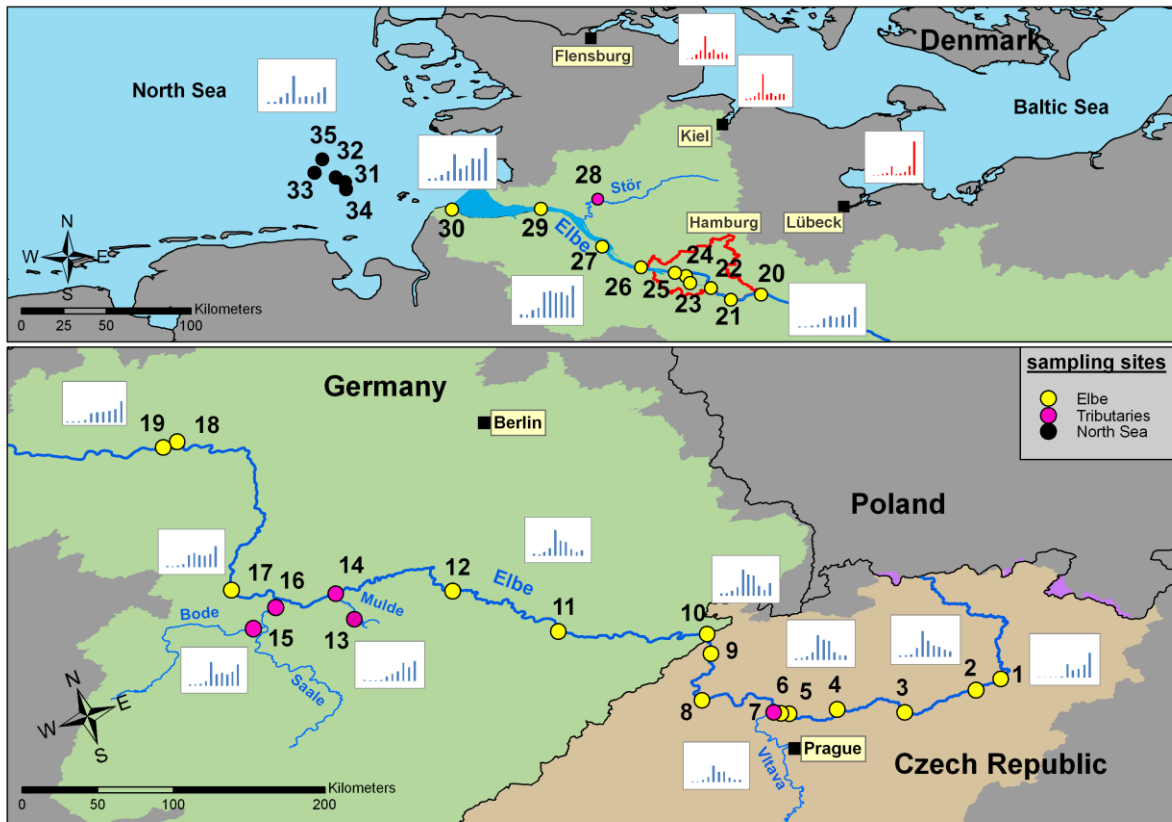 Denmark
Flensburg
North Sea
Baltic Sea
Kiel
35
32
31
33
34
28
Stör
Lübeck
Hamburg
30
29
Elbe
27
24
22
20
26
25
23
21
N
W E
S
Kilometers
0 25 50 100
Germany
sampling sites
Elbe
Tributaries
North Sea
Berlin
19 18
Poland
17
16
14
12
Elbe
11
10
Bode
Mulde
15
13
Saale
9
8
7
6
5
4
3
2
1
N
W E
S
Prague
Vltava
Czech Republic
Kilometers
0 50 100 200